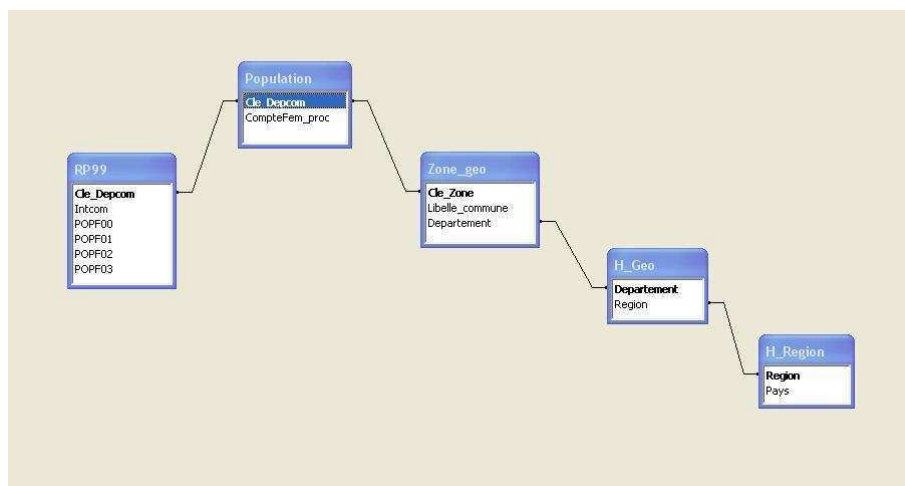 Population
Cle_Depcom
CompteFem_proc
RP99
Cle_Depcom
Intcom
POPF00
POPF01
POPF02
POPF03
Zone_geo
Cle_Zone
Libelle_commune
Departement
H_Geo
Departement
Region
H_Region
Region
Pays